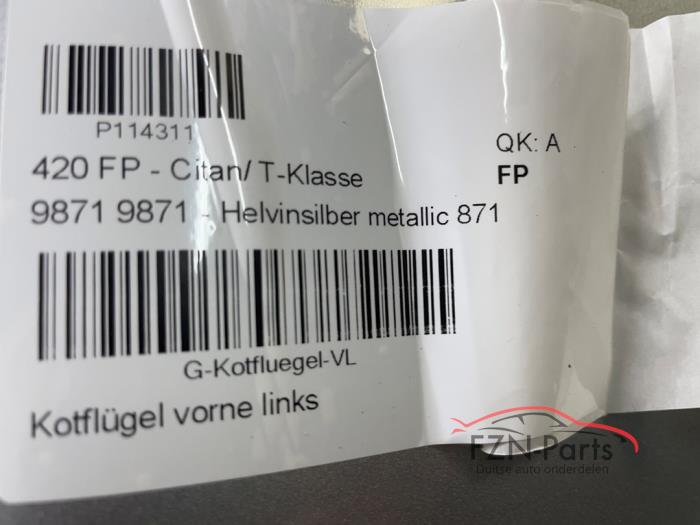 P114311
420 FP - Citan/ T-Klasse
QK: A
FP
9871 9871 - Helvinsilber metallic 871
G-Kotfluegel-VL
Kotflügel vorne links
FZN-Parts
Duitse auto onderdelen